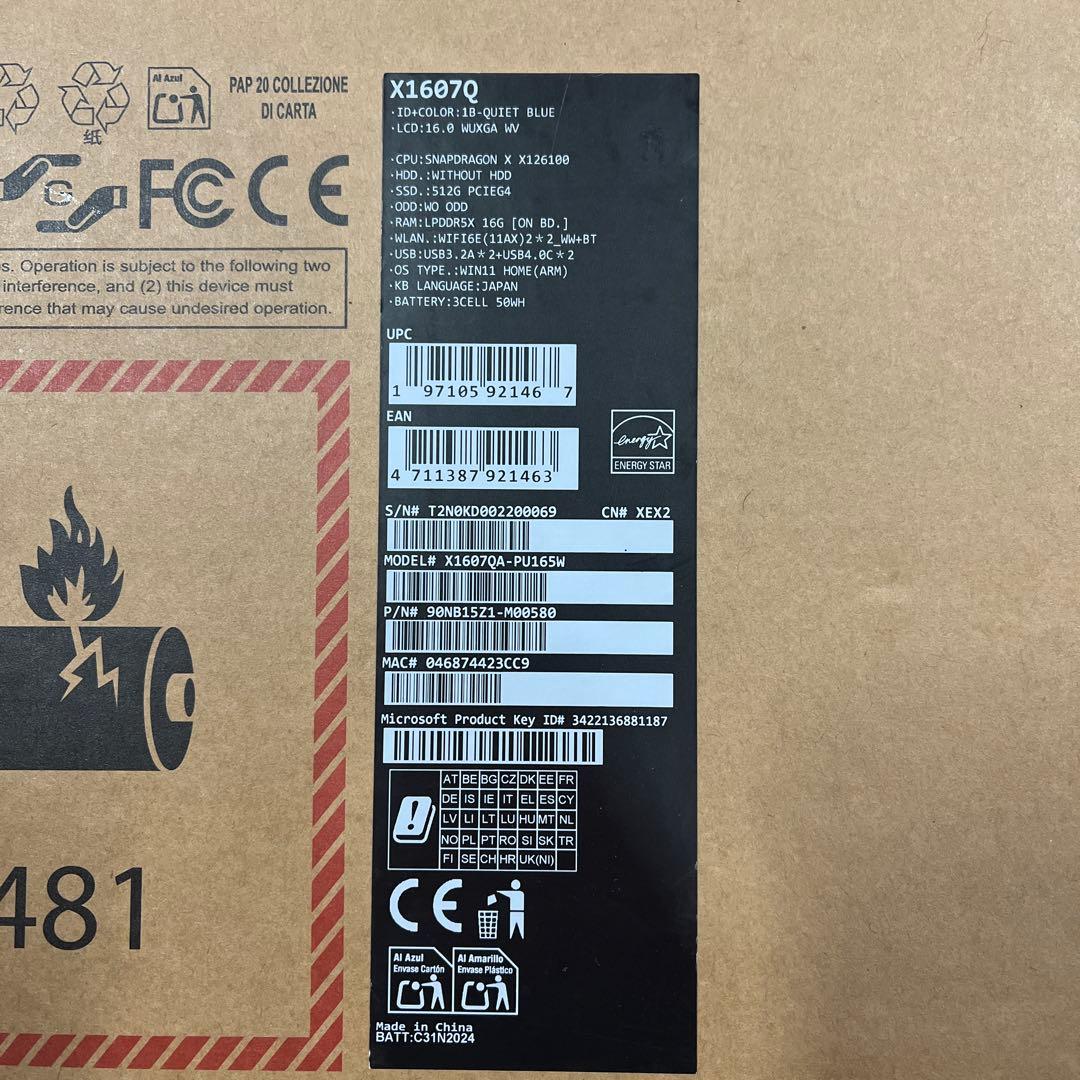 Al Azul
PAP 20 COLLEZIONE
DI CARTA
纸
FC CE
s. Operation is subject to the following two
interference, and (2) this device must
rence that may cause undesired operation.
481
X1607Q
·ID+COLOR:1B-QUIET BLUE
·LCD:16.0 WUXGA WV
·CPU:SNAPDRAGON X X126100
·HDD.:WITHOUT HDD
·SSD.:512G PCIEG4
·ODD:WO ODD
·RAM:LPDDR5X 16G [ON BD.]
·WLAN.:WIFI6E(11AX)2*2_WW+BT
·USB:USB3.2A*2+USB4.0C*2
·OS TYPE.:WIN11 HOME(ARM)
·KB LANGUAGE:JAPAN
·BATTERY:3CELL 50WH
UPC
1 97105 92146 7
EAN
4 711387 921463
energy
ENERGY STAR
S/N# T2N0KD002200069 CN# XEX2
MODEL# X1607QA-PU165W
P/N# 90NB15Z1-M00580
MAC# 046874423CC9
Microsoft Product Key ID# 3422136881187
AT BE BG CZ DK EE FR
DE IS IE IT EL ES CY
LV LI LT LU HU MT NL
NO PL PT RO SI SK TR
FI SE CH HR UK(NI)
CE
Al Azul
Envase Cartón
Al Amarillo
Envase Plástico
Made in China
BATT:C31N2024